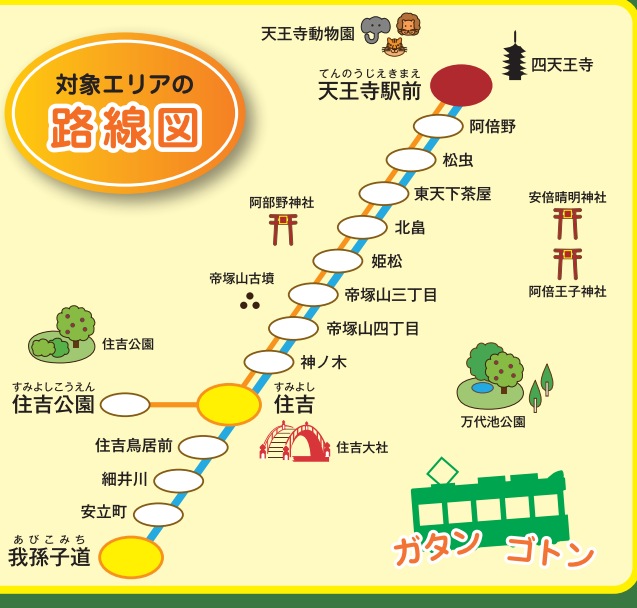 対象エリアの
路線図
天王寺動物園
四天王寺
てんのうじえきまえ
天王寺駅前
阿倍野
松虫
東天下茶屋
阿部野神社
安倍晴明神社
北畠
姫松
帝塚山古墳
帝塚山三丁目
阿倍王子神社
帝塚山四丁目
住吉公園
神ノ木
すみよしこうえん
住吉公園
すみよし
住吉
万代池公園
住吉鳥居前
住吉大社
細井川
安立町
あびこみち
我孫子道
ガタン ゴトン